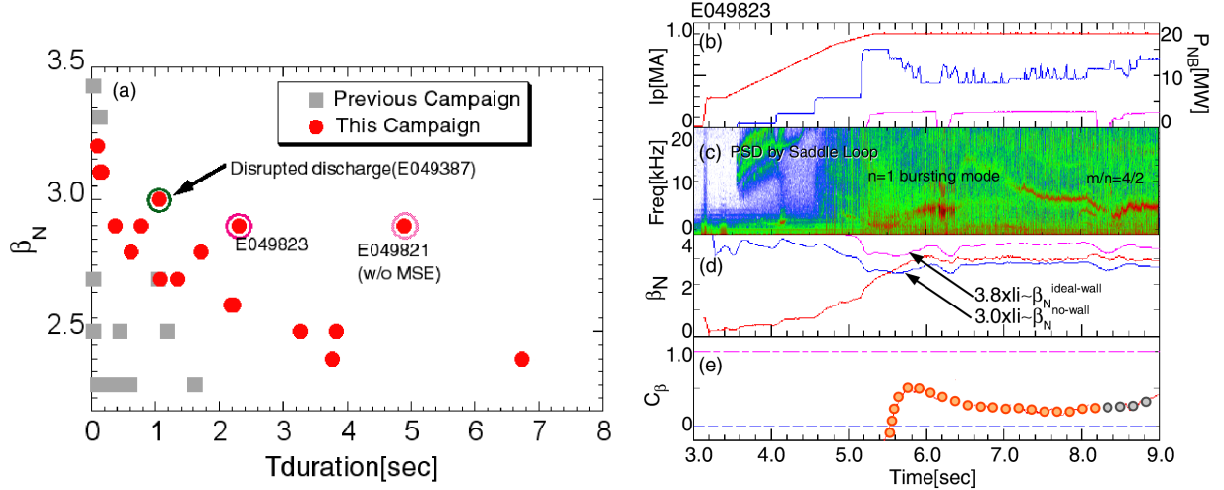 (a)
Previous Campaign
This Campaign
Disrupted discharge(E049387)
E049823
E049821
(w/o MSE)
β_N
3.5
3.0
2.5
0 1 2 3 4 5 6 7 8
Tduration[sec]
E049823
(b)
Ip[MA]
1.0
0
P_NB[MW]
20
10
0
(c)
PSD by Saddle Loop
n=1 bursting mode
m/n=4/2
Freq[kHz]
20
10
0
(d)
β_N
4
2
0
3.8xli~β_N^ideal-wall
3.0xli~β_N^no-wall
(e)
C_β
1.0
0
3.0 4.0 5.0 6.0 7.0 8.0 9.0
Time[sec]